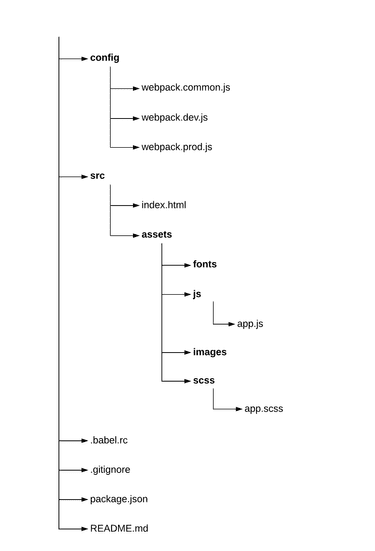 config
webpack.common.js
webpack.dev.js
webpack.prod.js
src
index.html
assets
fonts
js
app.js
images
scss
app.scss
.babel.rc
.gitignore
package.json
README.md